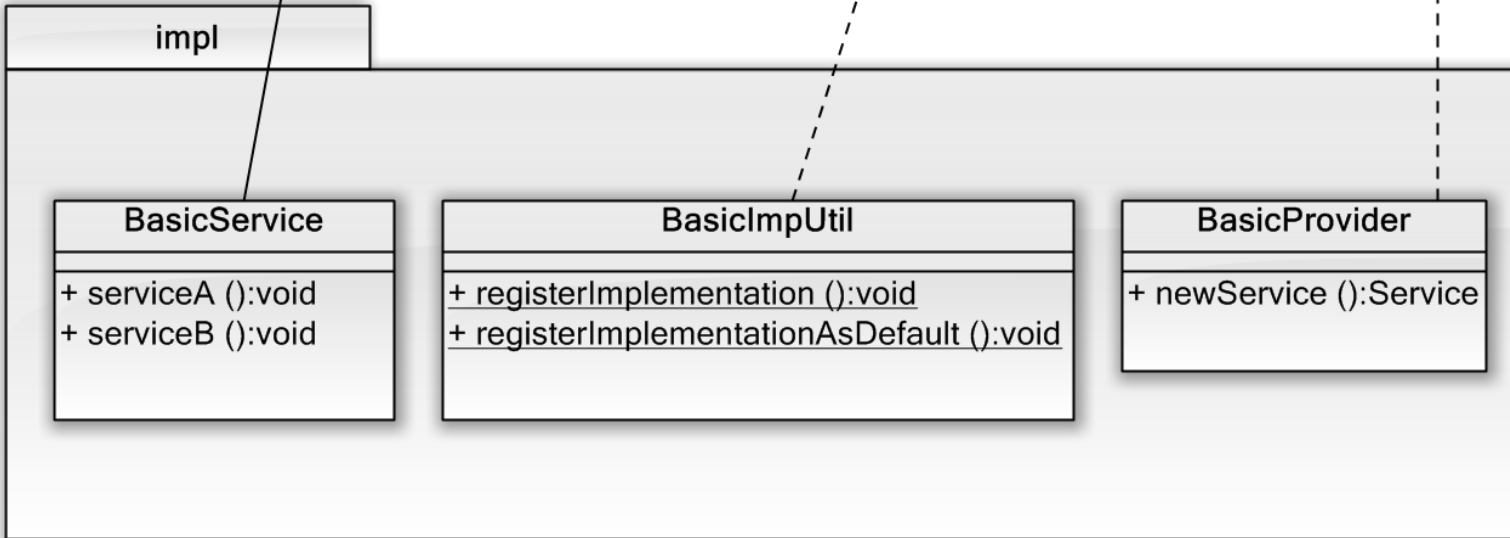 impl
BasicService
+ serviceA ():void
+ serviceB ():void
BasicImpUtil
+ registerImplementation ():void
+ registerImplementationAsDefault ():void
BasicProvider
+ newService ():Service